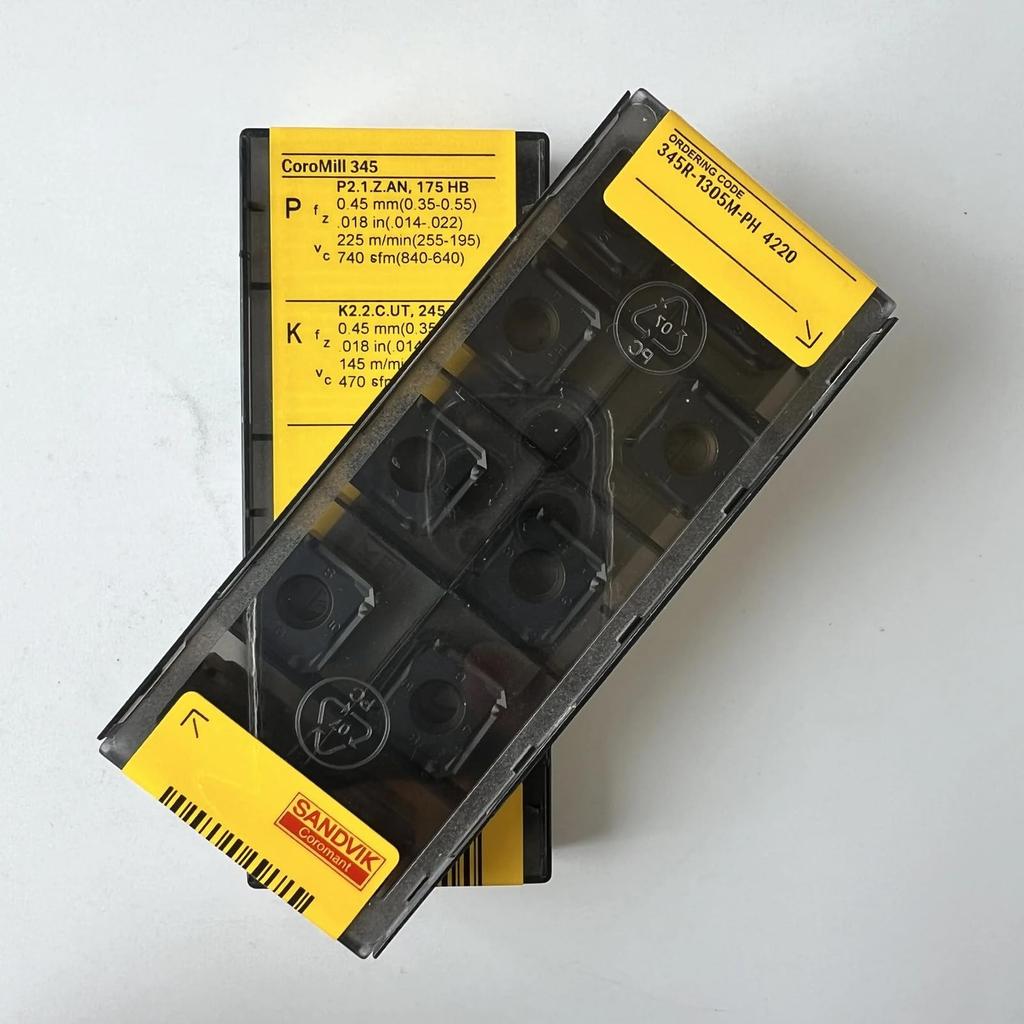 CoroMill 345
P2.1.Z.AN, 175 HB
P fz 0.45 mm(0.35-0.55)
.018 in(.014-.022)
vc 225 m/min(255-195)
740 sfm(840-640)
K2.2.C.UT, 245
K fz 0.45 mm(0.35
.018 in(.014
vc 145 m/mi
470 sfm
ORDERING CODE
345R-1305M-PH 4220
07
PC
PC
07
SANDVIK
Coromant